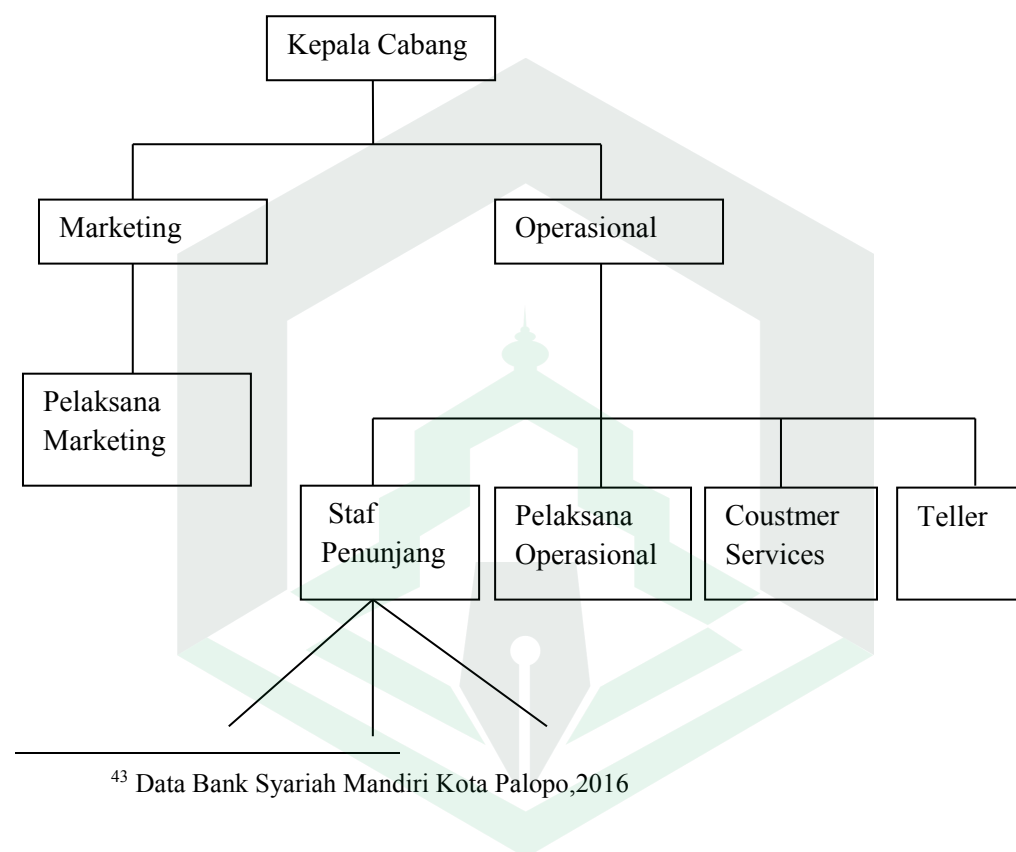 Kepala Cabang
Marketing
Operasional
Pelaksana
Marketing
Staf
Penunjang
Pelaksana
Operasional
Coustmer
Services
Teller
43 Data Bank Syariah Mandiri Kota Palopo,2016